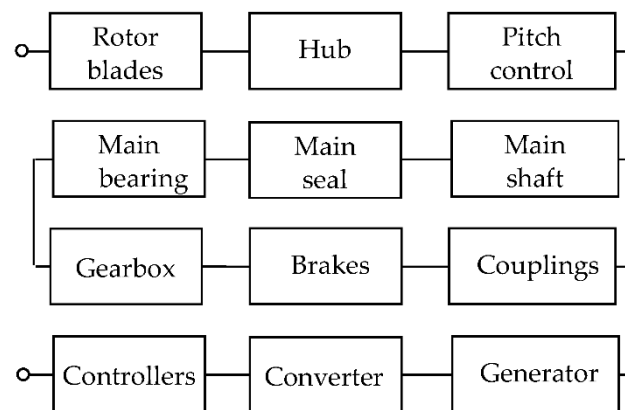 Rotor
blades
Hub
Pitch
control
Main
bearing
Main
seal
Main
shaft
Gearbox
Brakes
Couplings
Controllers
Converter
Generator